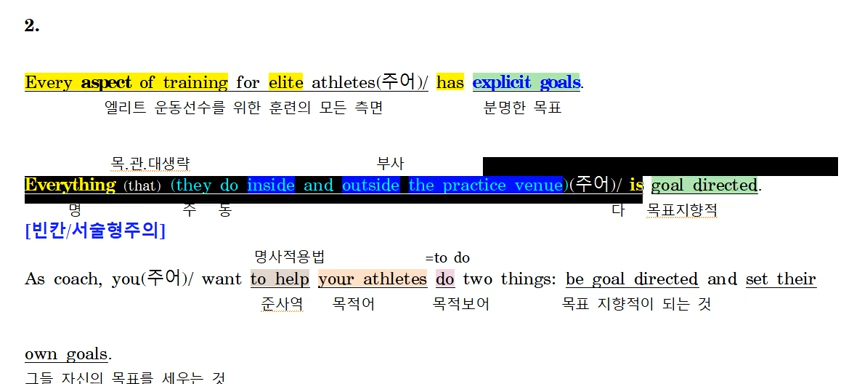 2.
Every aspect of training for elite athletes(주어)/ has explicit goals.
엘리트 운동선수를 위한 훈련의 모든 측면 분명한 목표
목.관.대생략 부사
Everything (that) (they do inside and outside the practice venue)(주어)/ is goal directed.
명 주 동 다 목표지향적
[빈칸/서술형주의]
명사적용법 =to do
As coach, you(주어)/ want to help your athletes do two things: be goal directed and set their
준사역 목적어 목적보어 목표 지향적이 되는 것
own goals.
그들 자신의 목표를 세우는 것